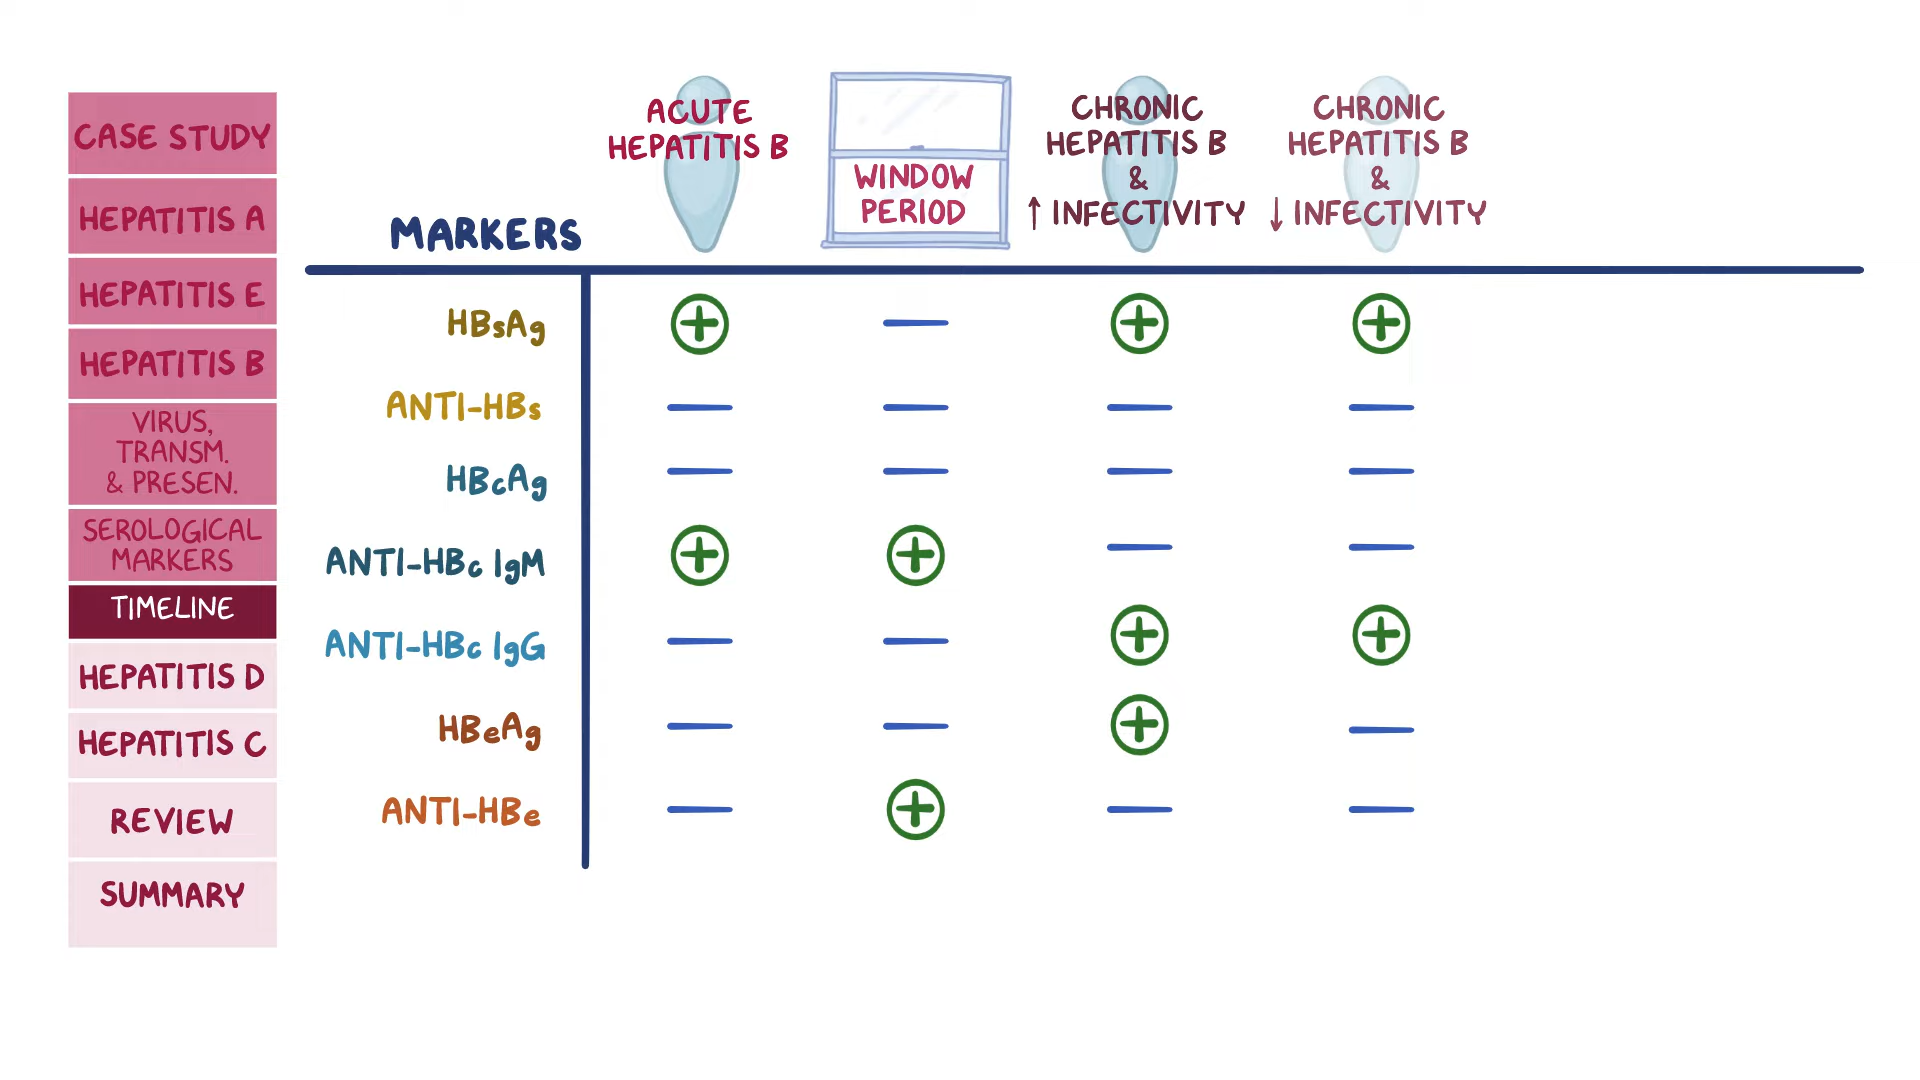 CASE STUDY
HEPATITIS A
HEPATITIS E
HEPATITIS B
VIRUS,
TRANSM.
& PRESEN.
SEROLOGICAL
MARKERS
TIMELINE
HEPATITIS D
HEPATITIS C
REVIEW
SUMMARY
MARKERS
ACUTE
HEPATITIS B
WINDOW
PERIOD
CHRONIC
HEPATITIS B
&
↑ INFECTIVITY
CHRONIC
HEPATITIS B
&
↓ INFECTIVITY
HBsAg + – + +
ANTI-HBs – – – –
HBcAg – – – –
ANTI-HBc IgM + + – –
ANTI-HBc IgG – – + +
HBeAg – – + –
ANTI-HBe – + – –